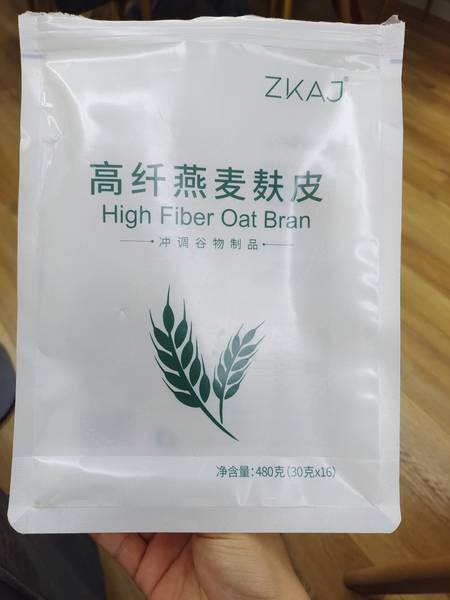 ZKAJ®
高纤燕麦麸皮
High Fiber Oat Bran
冲调谷物制品
净含量:480克(30克x16)